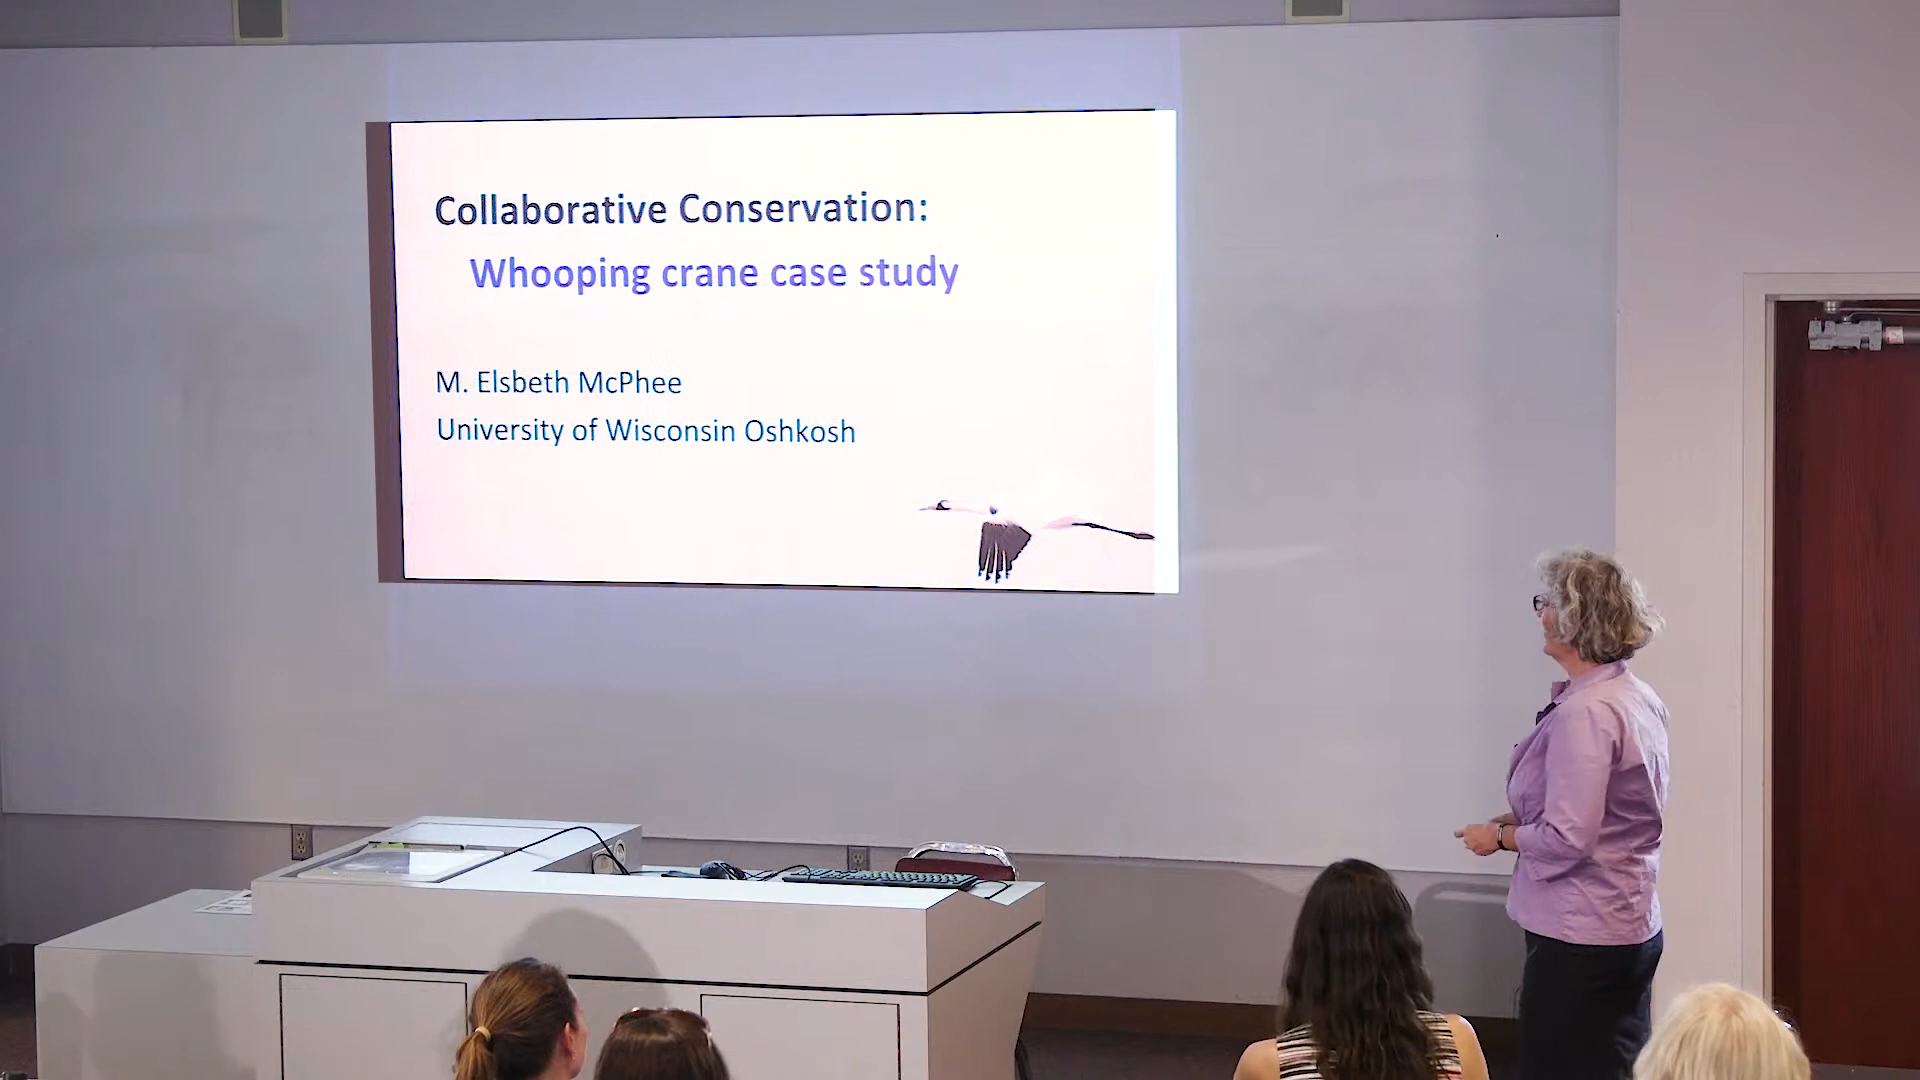 Collaborative Conservation:
Whooping crane case study
M. Elsbeth McPhee
University of Wisconsin Oshkosh